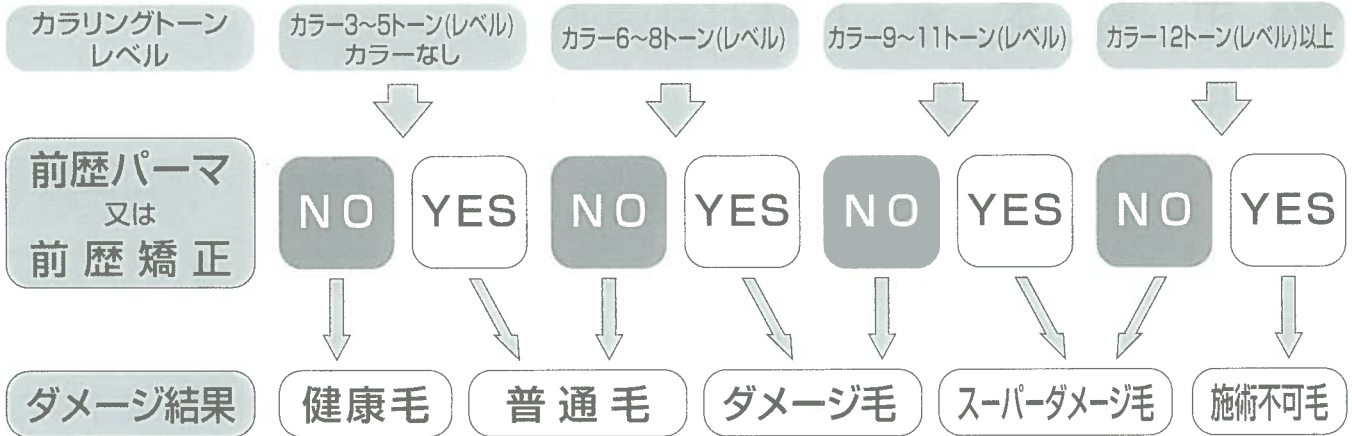 カラリングトーン
レベル
カラー3〜5トーン(レベル)
カラーなし
カラー6〜8トーン(レベル)
カラー9〜11トーン(レベル)
カラー12トーン(レベル)以上
前歴パーマ
又は
前歴矯正
NO
YES
NO
YES
NO
YES
NO
YES
ダメージ結果
健康毛
普通毛
ダメージ毛
スーパーダメージ毛
施術不可毛